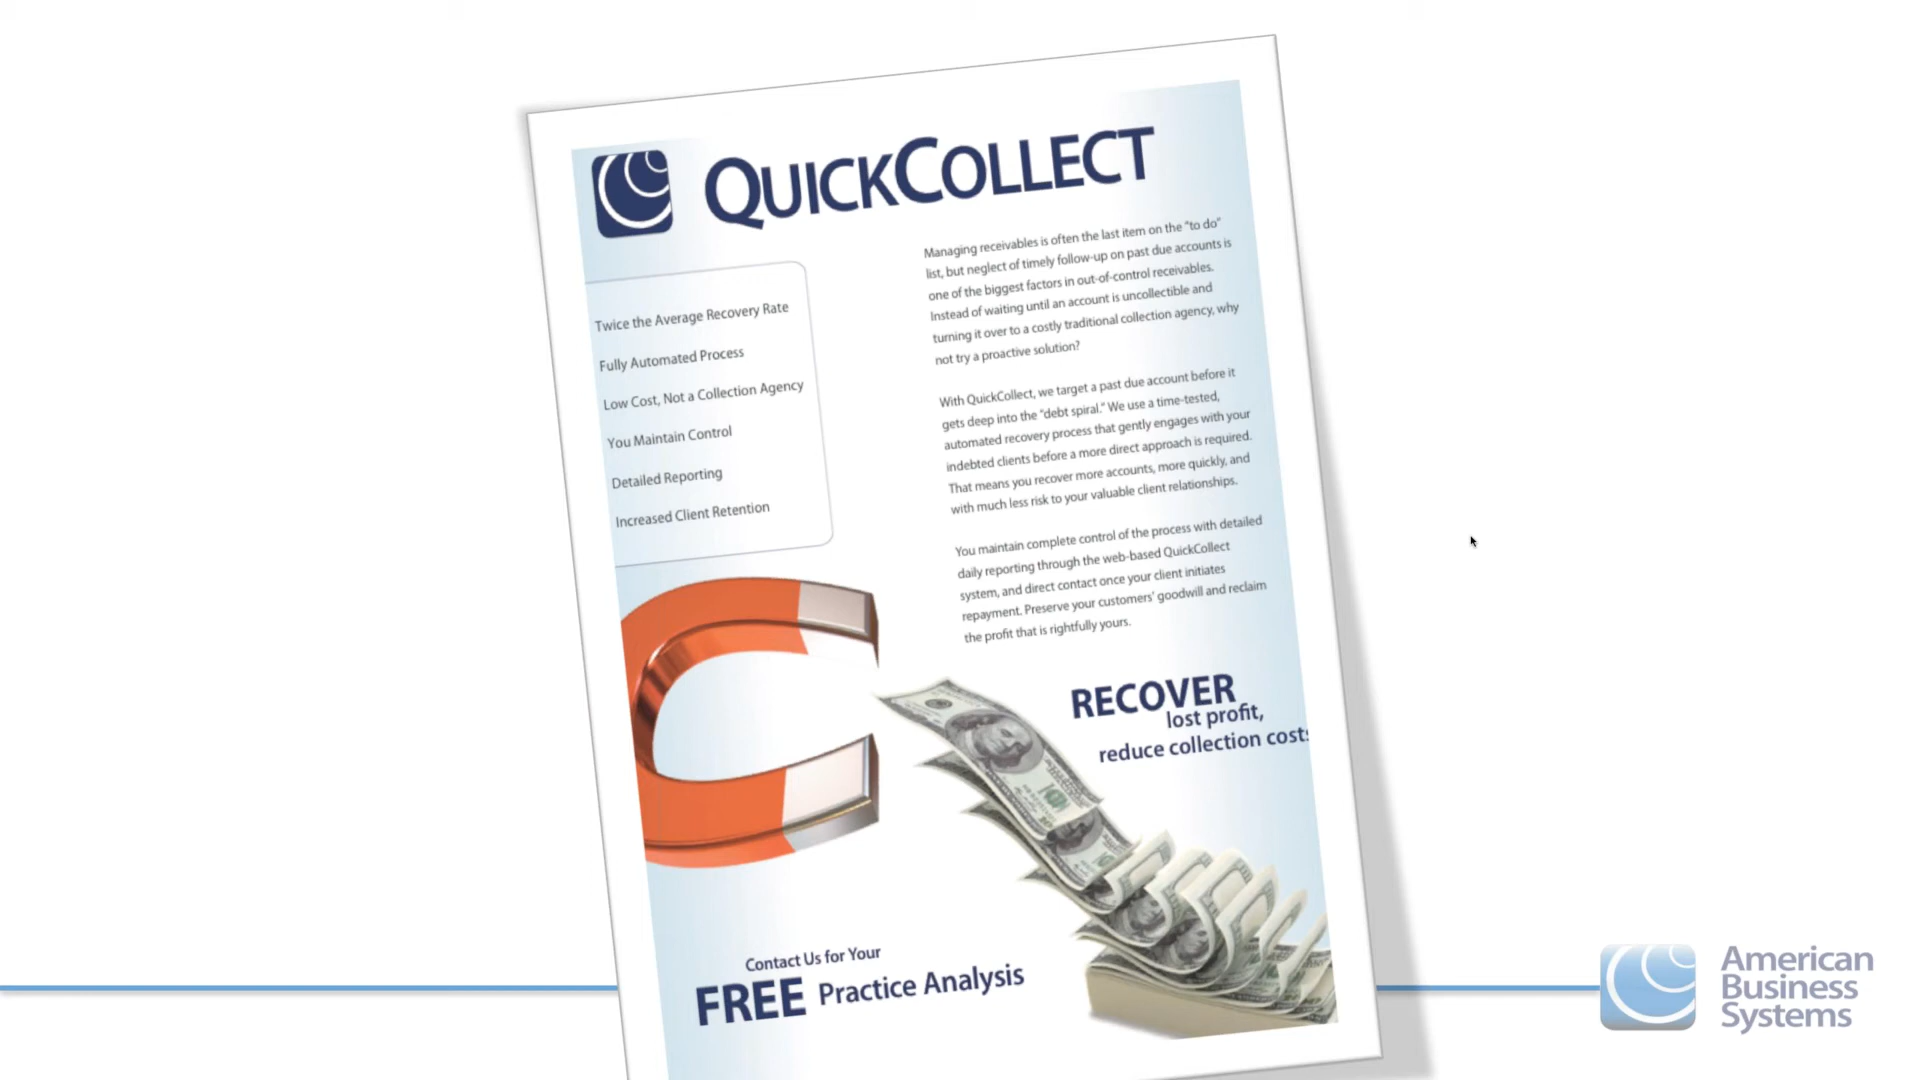 QUICKCOLLECT
Twice the Average Recovery Rate
Fully Automated Process
Low Cost, Not a Collection Agency
You Maintain Control
Detailed Reporting
Increased Client Retention
Managing receivables is often the last item on the "to do"
list, but neglect of timely follow-up on past due accounts is
one of the biggest factors in out-of-control receivables.
Instead of waiting until an account is uncollectible and
turning it over to a costly traditional collection agency, why
not try a proactive solution?
With QuickCollect, we target a past due account before it
gets deep into the "debt spiral." We use a time-tested,
automated recovery process that gently engages with your
indebted clients before a more direct approach is required.
That means you recover more accounts, more quickly, and
with much less risk to your valuable client relationships.
You maintain complete control of the process with detailed
daily reporting through the web-based QuickCollect
system, and direct contact once your client initiates
repayment. Preserve your customers' goodwill and reclaim
the profit that is rightfully yours.
RECOVER
lost profit,
reduce collection costs
Contact Us for Your
FREE Practice Analysis
American
Business
Systems